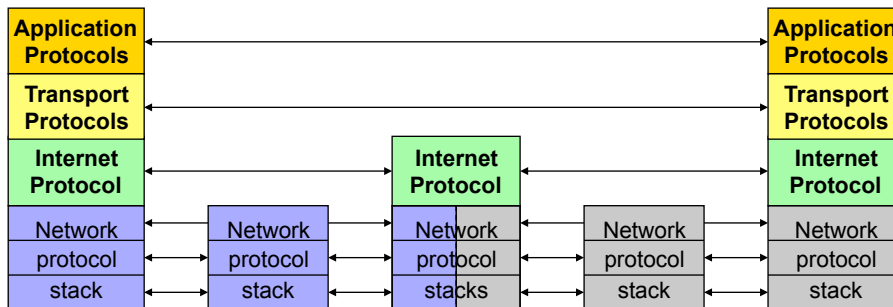 Application
Protocols
Application
Protocols
Transport
Protocols
Transport
Protocols
Internet
Protocol
Internet
Protocol
Internet
Protocol
Network
protocol
stack
Network
protocol
stack
Network
protocol
stacks
Network
protocol
stack
Network
protocol
stack